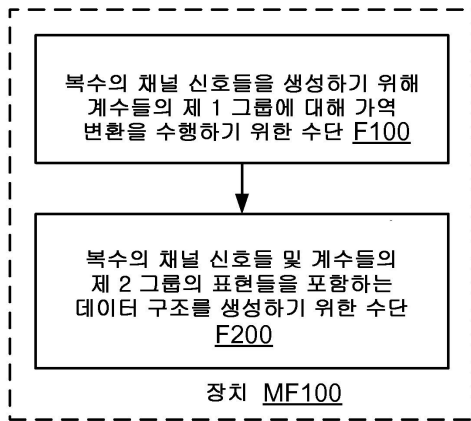 복수의 채널 신호들을 생성하기 위해
계수들의 제 1 그룹에 대해 가역
변환을 수행하기 위한 수단 F100
복수의 채널 신호들 및 계수들의
제 2 그룹의 표현들을 포함하는
데이터 구조를 생성하기 위한 수단
F200
장치 MF100